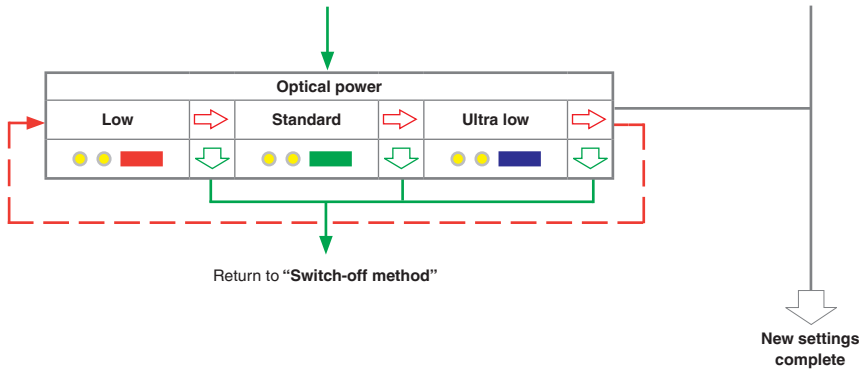 Optical power
Low
Standard
Ultra low
Return to “Switch-off method”
New settings
complete